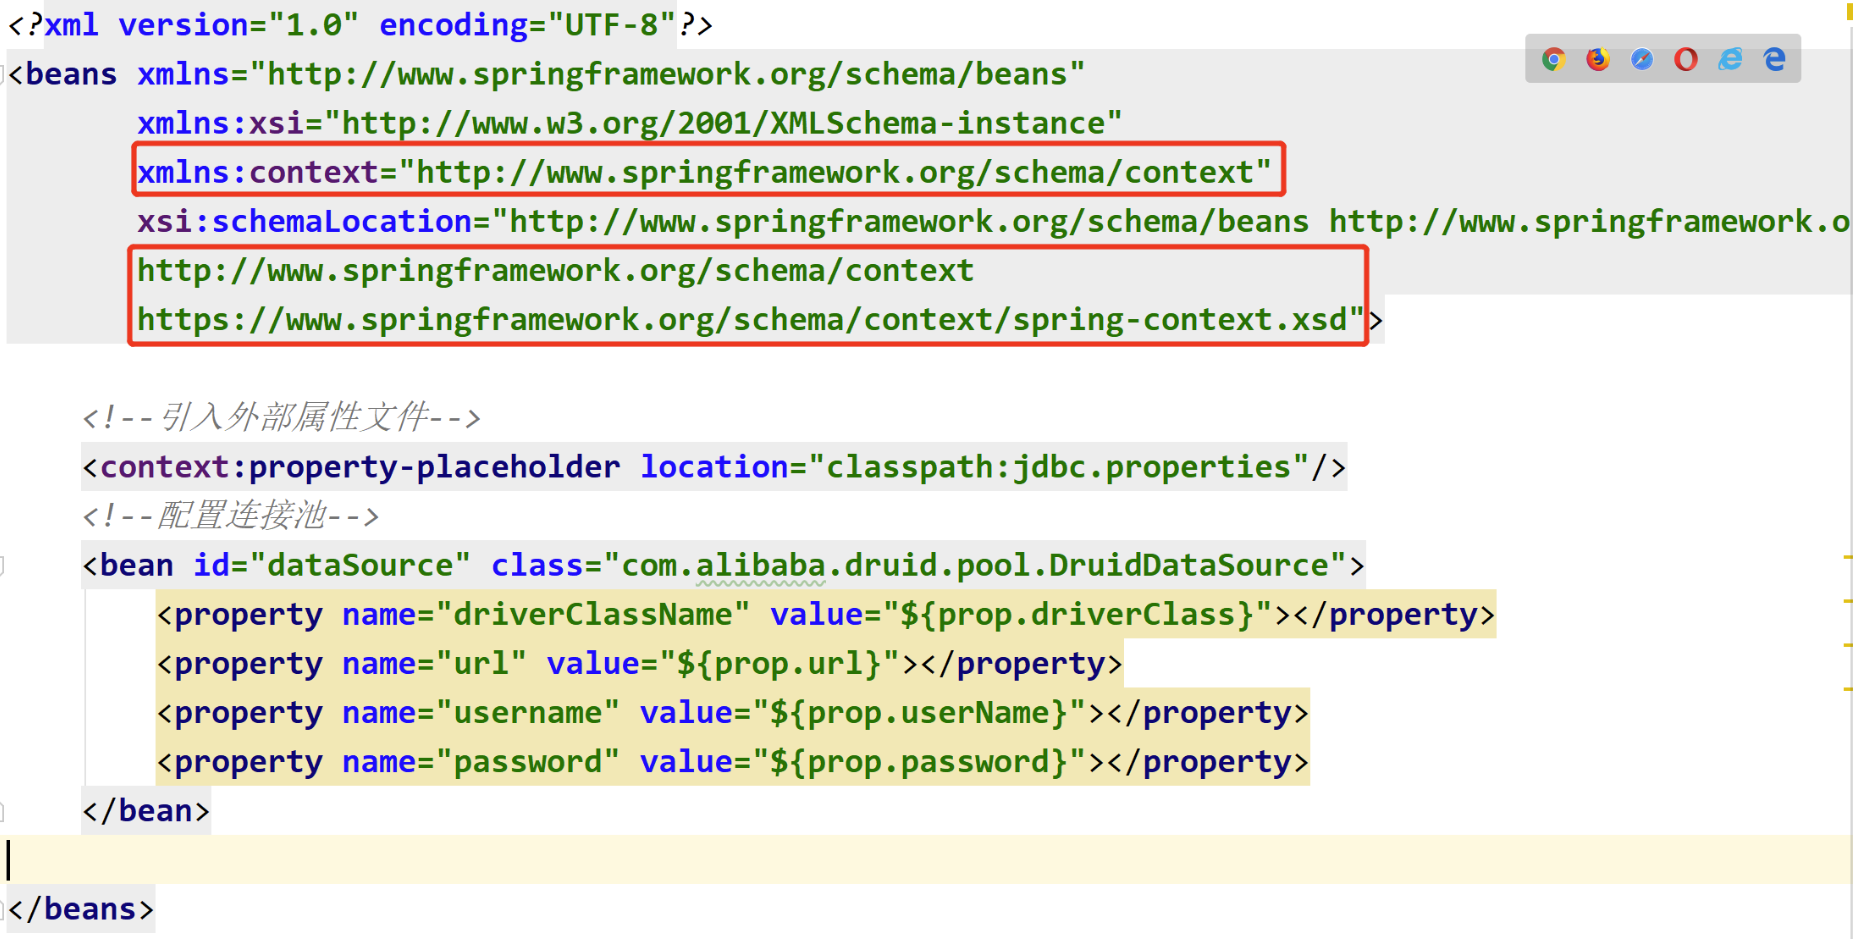 <?xml version="1.0" encoding="UTF-8"?>
<beans xmlns="http://www.springframework.org/schema/beans"
xmlns:xsi="http://www.w3.org/2001/XMLSchema-instance"
xmlns:context="http://www.springframework.org/schema/context"
xsi:schemaLocation="http://www.springframework.org/schema/beans http://www.springframework.o
http://www.springframework.org/schema/context
https://www.springframework.org/schema/context/spring-context.xsd">
<!--引入外部属性文件-->
<context:property-placeholder location="classpath:jdbc.properties"/>
<!--配置连接池-->
<bean id="dataSource" class="com.alibaba.druid.pool.DruidDataSource">
<property name="driverClassName" value="${prop.driverClass}"></property>
<property name="url" value="${prop.url}"></property>
<property name="username" value="${prop.userName}"></property>
<property name="password" value="${prop.password}"></property>
</bean>
</beans>